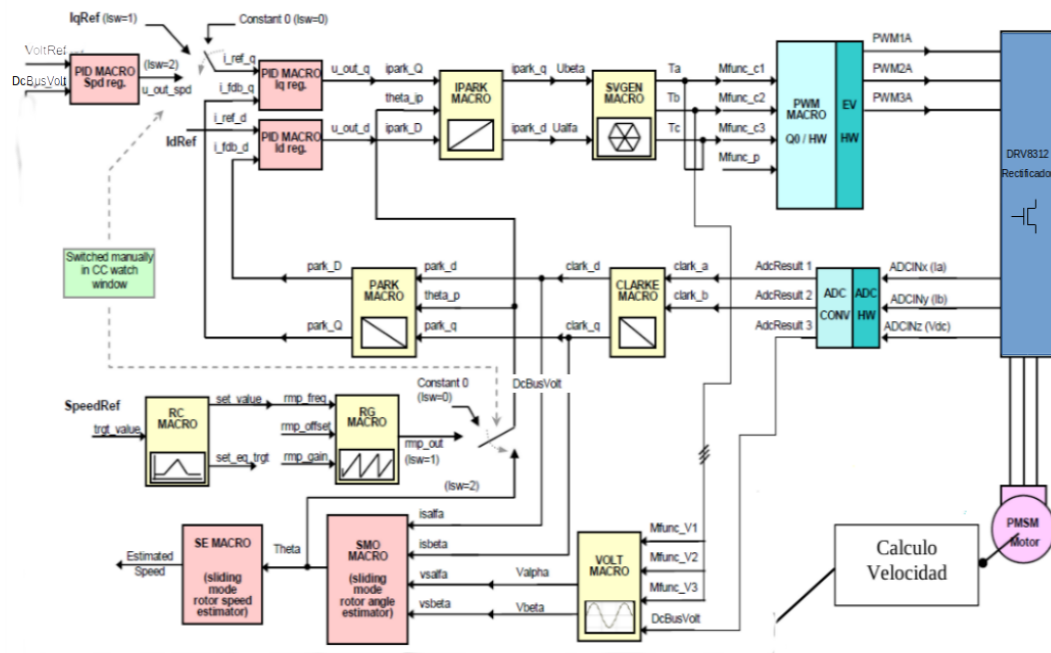 IqRef (Isw=1)
Constant 0 (Isw=0)
VoltRef
DcBusVolt
PID MACRO
Spd reg.
(Isw=2)
u_out_spd
i_ref_q
i_fdb_q
PID MACRO
Iq reg.
u_out_q
ipark_Q
theta_ip
ipark_D
IPARK
MACRO
ipark_q
Ubeta
ipark_d
Ualfa
SVGEN
MACRO
Ta
Tb
Tc
Mfunc_c1
Mfunc_c2
Mfunc_c3
Mfunc_p
PWM
MACRO
Q0 / HW
EV
HW
PWM1A
PWM2A
PWM3A
DRV8312
Rectificador
i_ref_d
IdRef
i_fdb_d
PID MACRO
Id reg.
u_out_d
Switched manually
in CC watch
window
park_D
park_Q
PARK
MACRO
park_d
theta_p
park_q
clark_d
clark_q
CLARKE
MACRO
clark_a
clark_b
AdcResult 1
AdcResult 2
AdcResult 3
ADC
CONV
ADC
HW
ADCINx (Ia)
ADCINy (Ib)
ADCINz (Vdc)
DcBusVolt
Constant 0
(Isw=0)
SpeedRef
trgt_value
RC
MACRO
set_value
set_eq_trgt
rmp_freq
rmp_offset
rmp_gain
RG
MACRO
rmp_out
(Isw=1)
(Isw=2)
Estimated
Speed
SE MACRO
(sliding
mode
rotor speed
estimator)
Theta
SMO
MACRO
(sliding
mode
rotor angle
estimator)
isalfa
isbeta
vsalfa
vsbeta
Valpha
Vbeta
VOLT
MACRO
Mfunc_V1
Mfunc_V2
Mfunc_V3
DcBusVolt
Calculo
Velocidad
PMSM
Motor